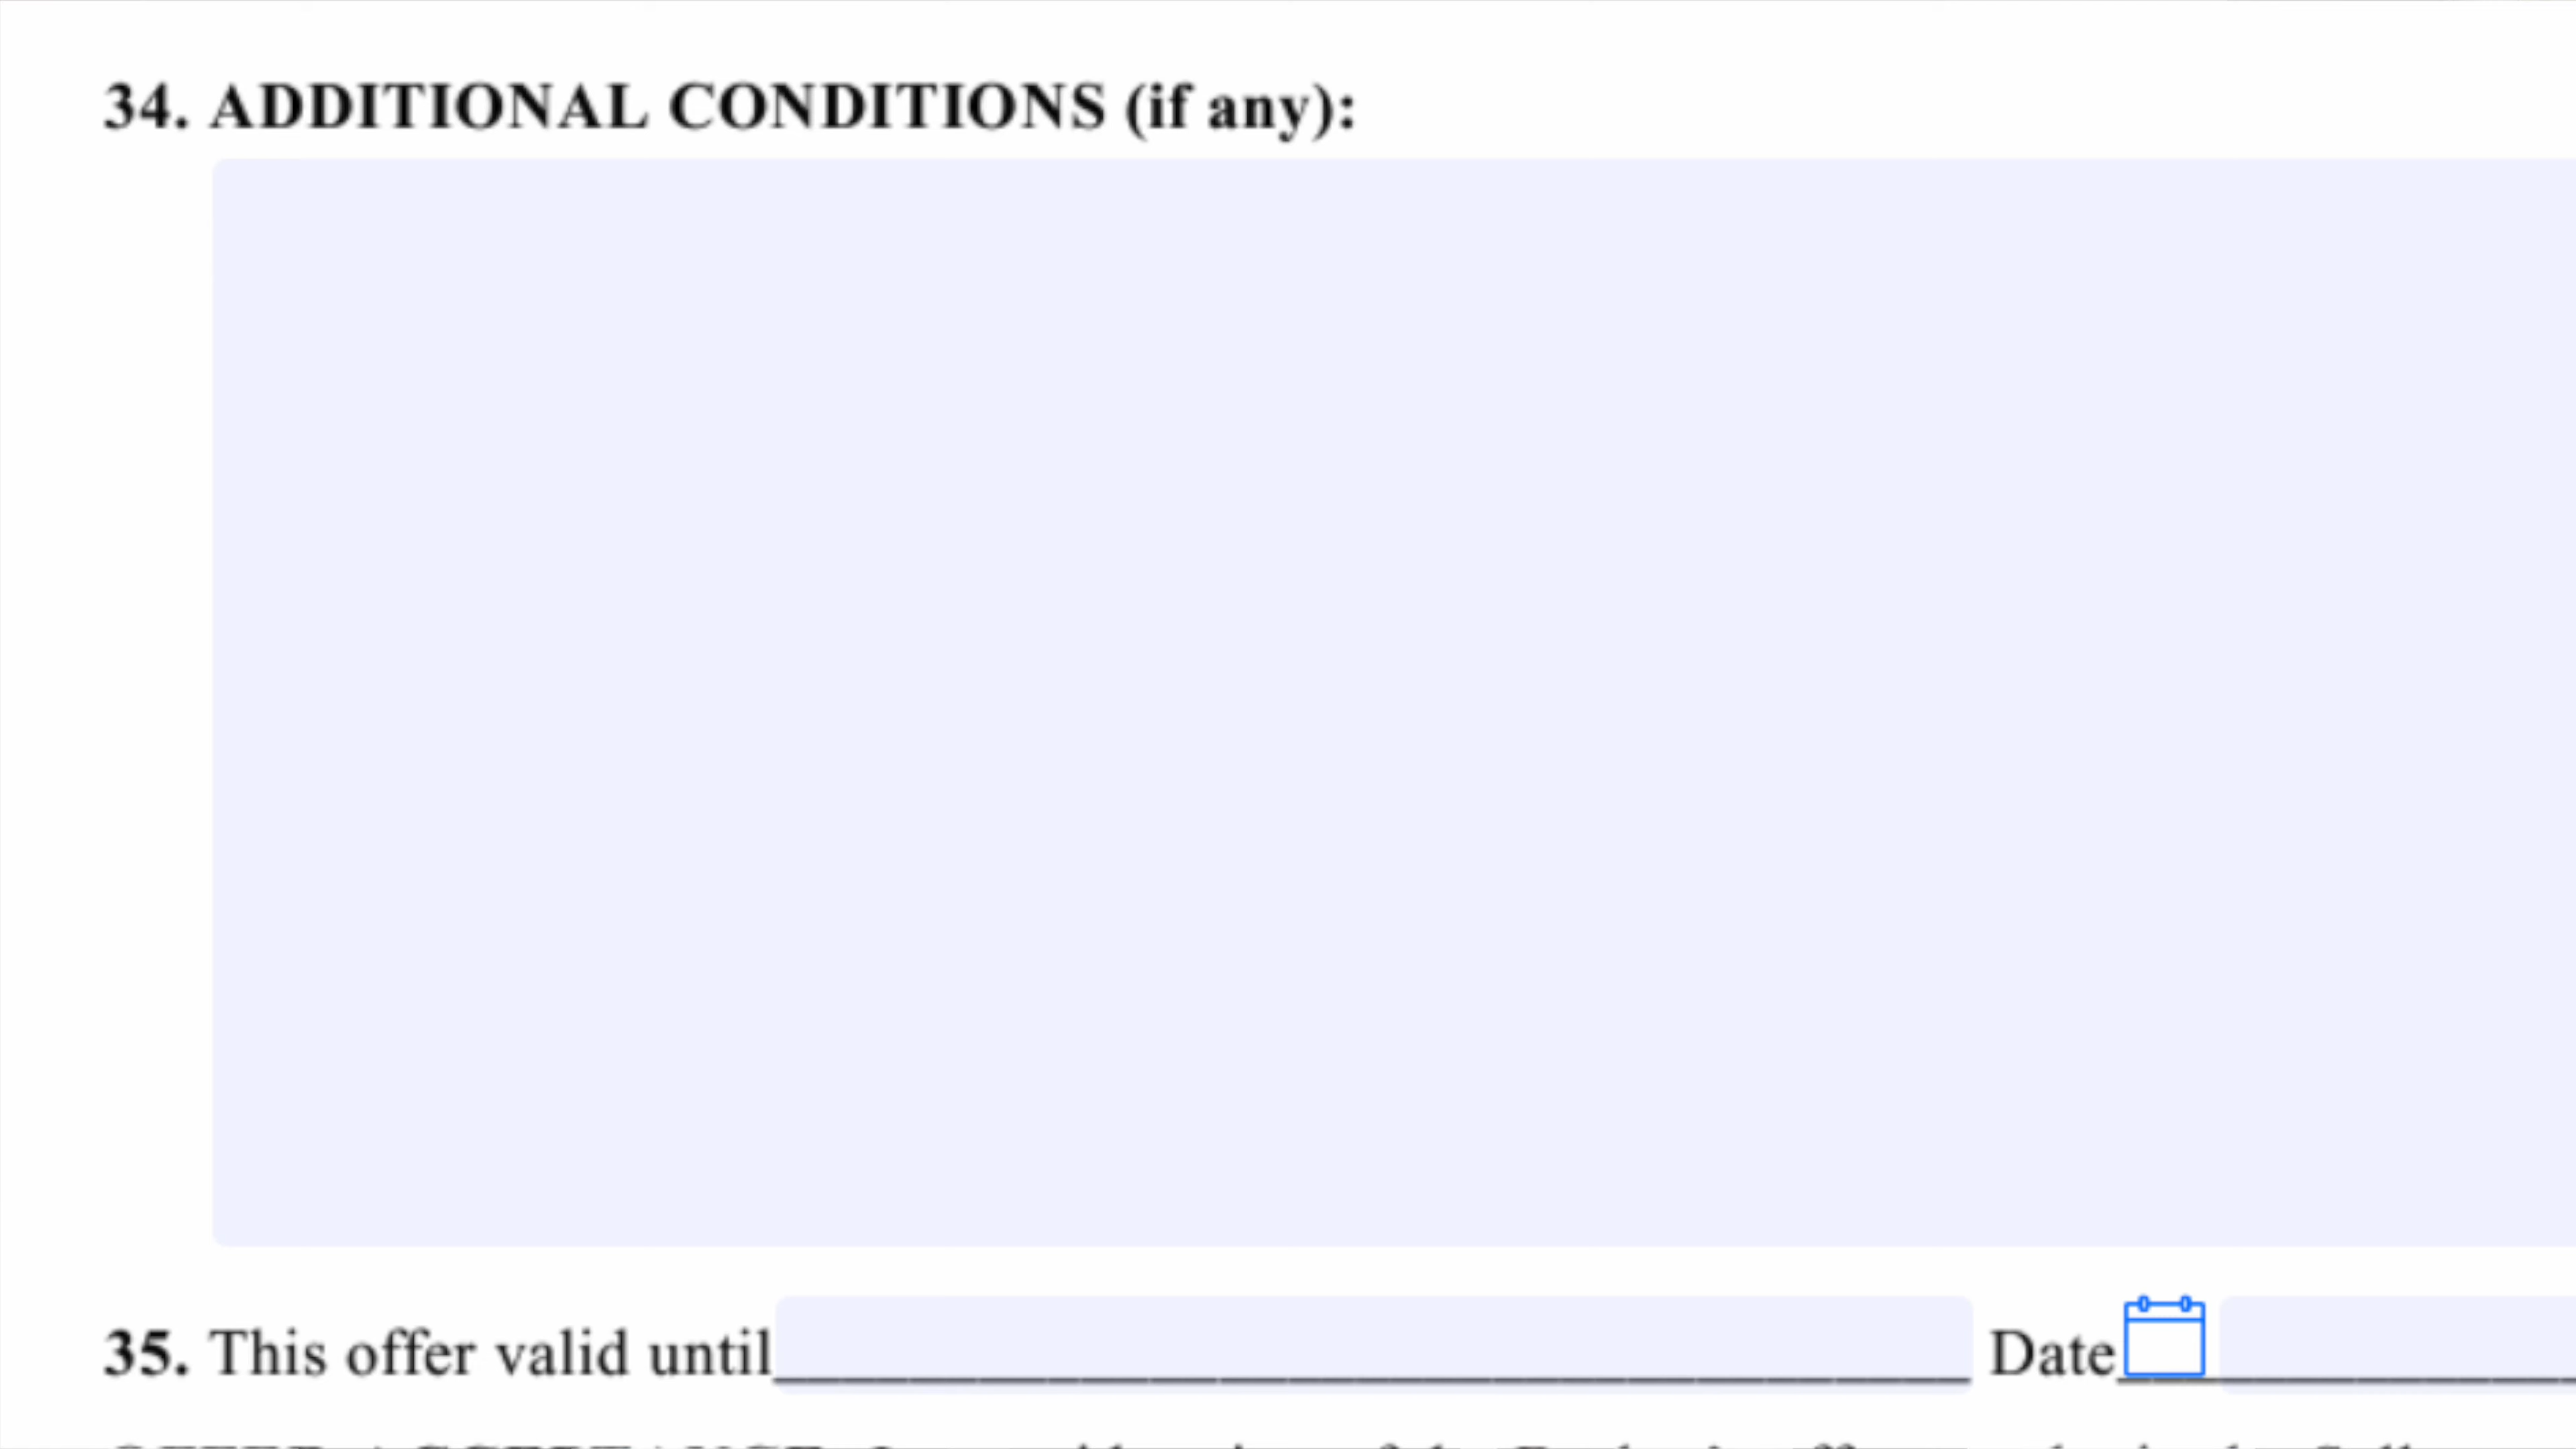 34. ADDITIONAL CONDITIONS (if any):
35. This offer valid until Date